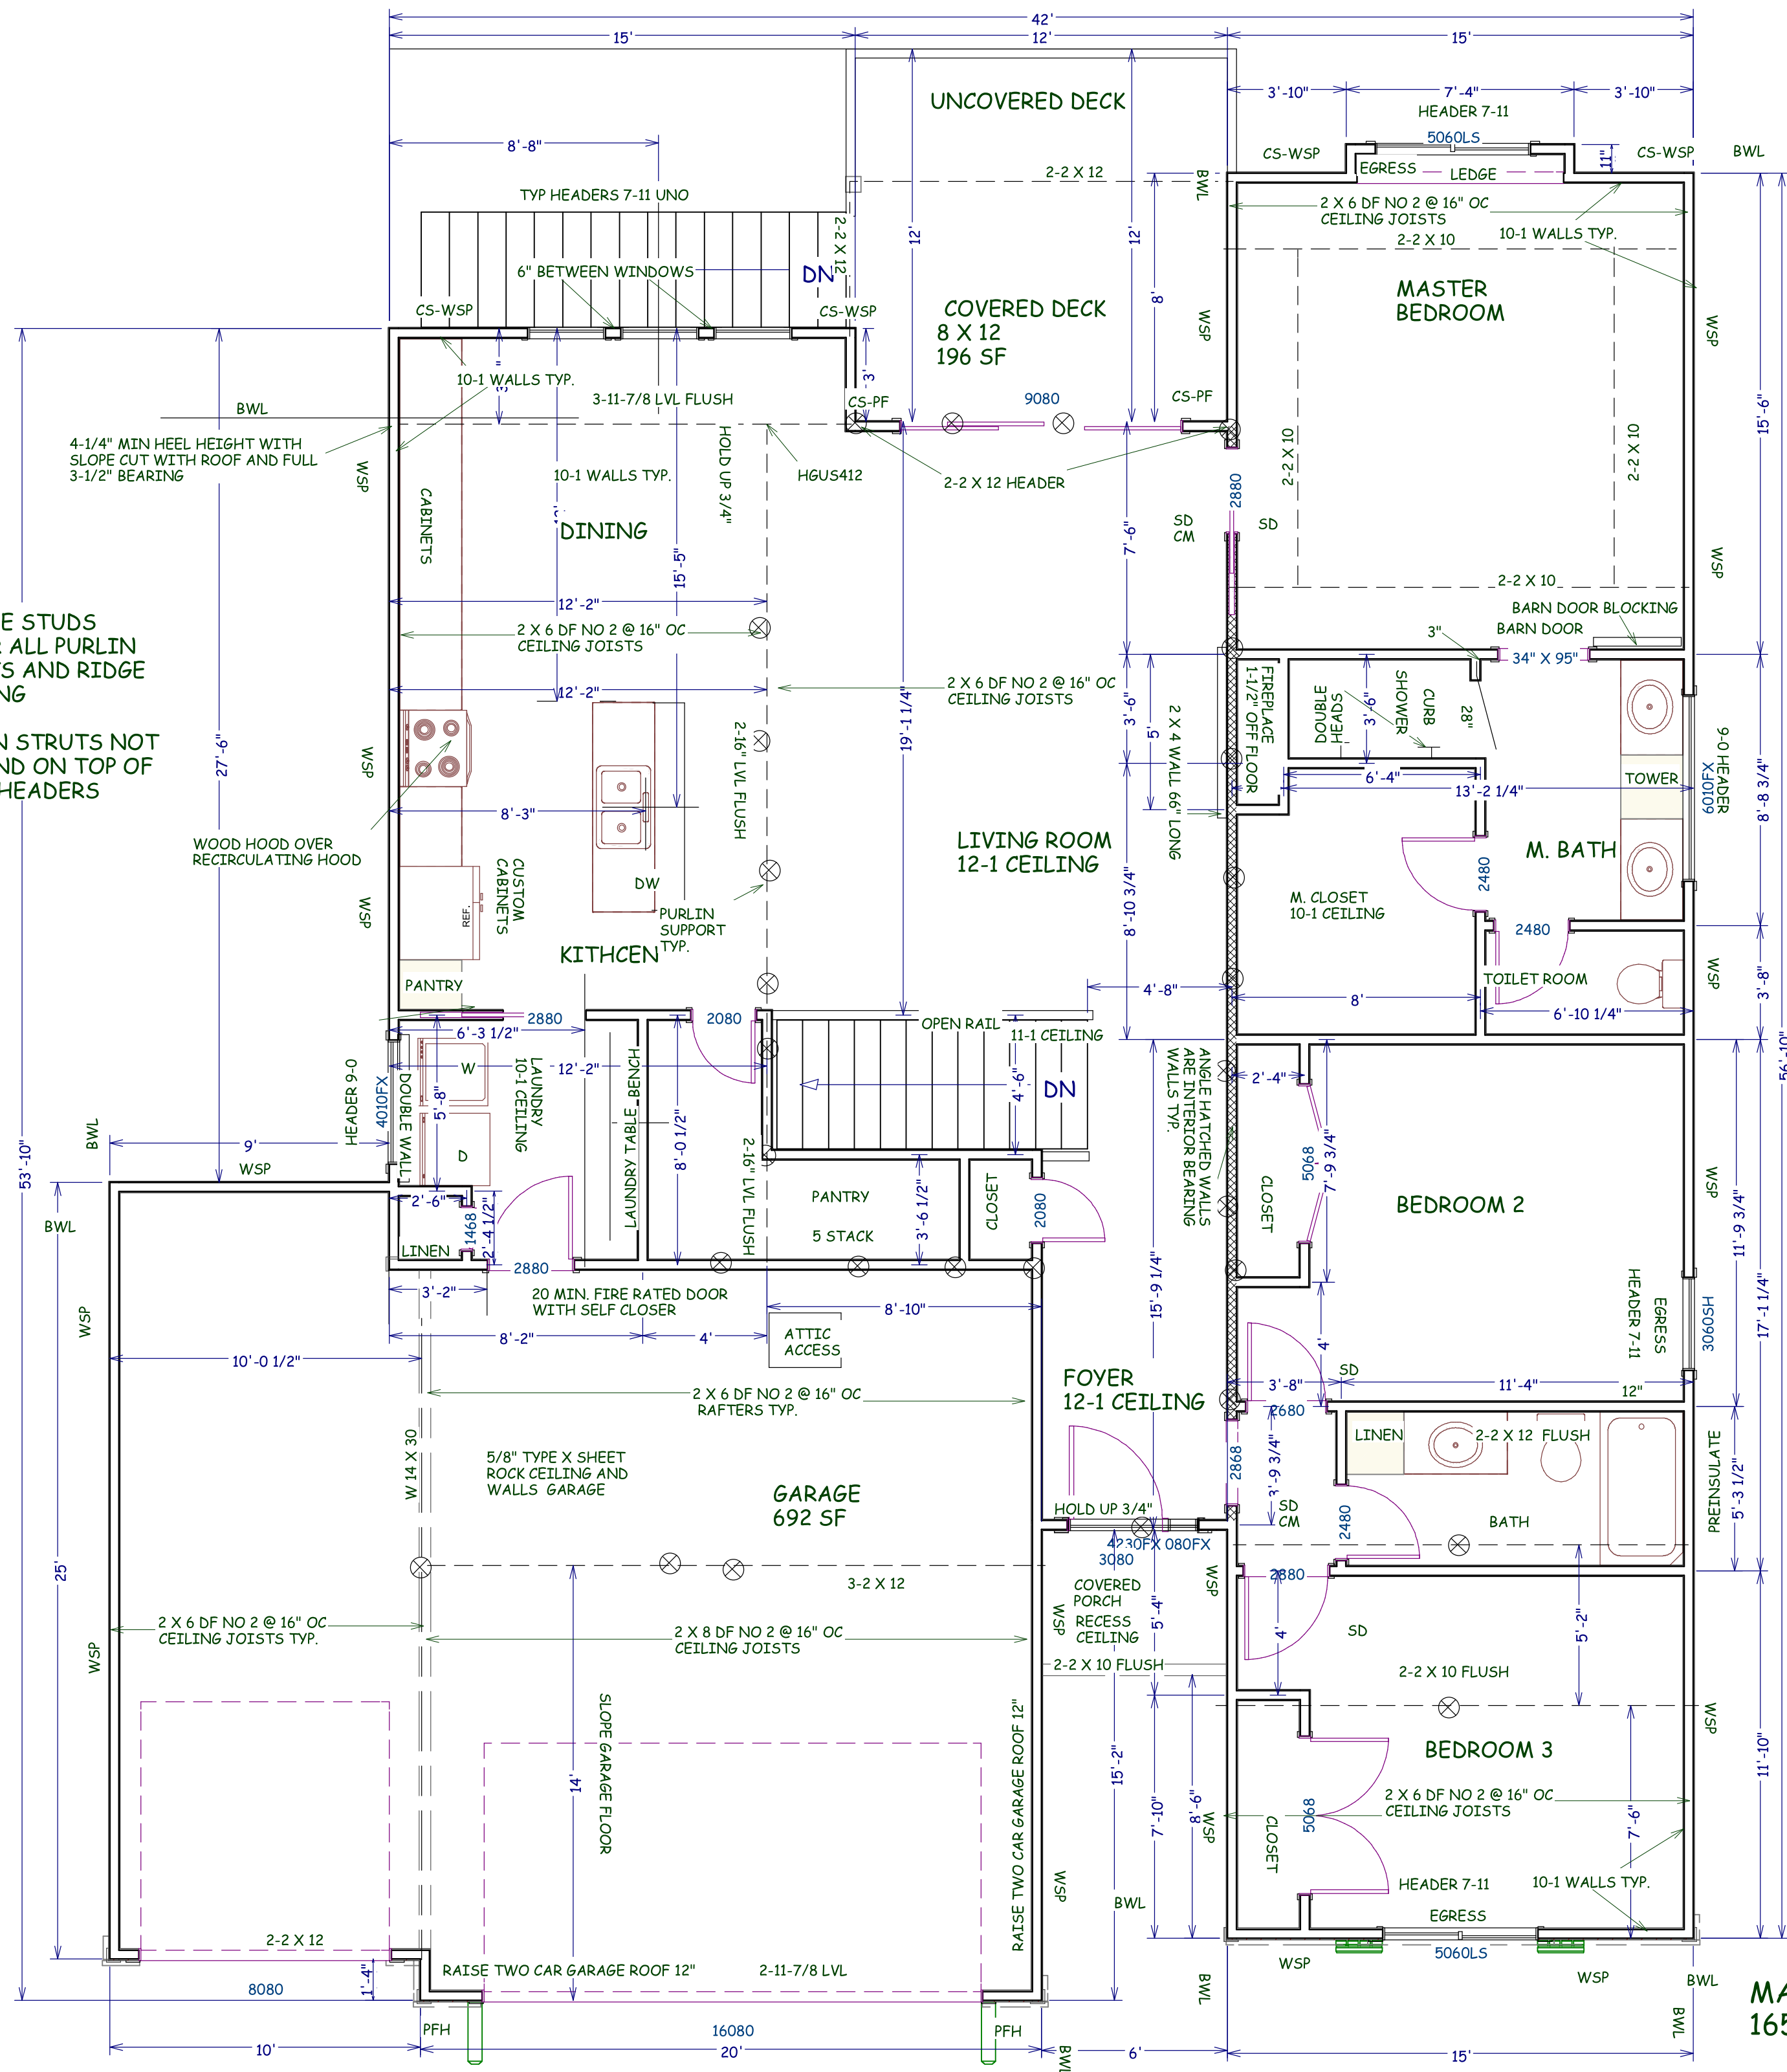 42'
15'
12'
15'
3'-10"
7'-4"
3'-10"
HEADER 7-11
5060LS
UNCOVERED DECK
8'-8"
CS-WSP
EGRESS
LEDGE
11"
CS-WSP
BWL
2-2 X 12
BWL
TYP HEADERS 7-11 UNO
2 X 6 DF NO 2 @ 16" OC
CEILING JOISTS
2-2 X 12
12'
12'
2-2 X 10
10-1 WALLS TYP.
6" BETWEEN WINDOWS
DN
8'
MASTER
BEDROOM
CS-WSP
CS-WSP
COVERED DECK
8 X 12
196 SF
WSP
WSP
10-1 WALLS TYP.
3'
BWL
3-11-7/8 LVL FLUSH
CS-PF
9080
CS-PF
15'-6"
4-1/4" MIN HEEL HEIGHT WITH
SLOPE CUT WITH ROOF AND FULL
3-1/2" BEARING
WSP
CABINETS
10-1 WALLS TYP.
HOLD UP 3/4"
HGUS412
2-2 X 12 HEADER
2880
2-2 X 10
2-2 X 10
DINING
SD
CM
SD
7'-6"
15'-5"
WSP
2-2 X 10
12'-2"
BARN DOOR BLOCKING
E STUDS
ALL PURLIN
S AND RIDGE
NG
2 X 6 DF NO 2 @ 16" OC
CEILING JOISTS
3"
BARN DOOR
34" X 95"
12'-2"
2 X 6 DF NO 2 @ 16" OC
CEILING JOISTS
FIREPLACE
1-1/2" OFF FLOOR
DOUBLE
HEADS
3'-6"
SHOWER
CURB
28"
3'-6"
5'
2 X 4 WALL 66" LONG
19'-1 1/4"
2-16" LVL FLUSH
N STRUTS NOT
ND ON TOP OF
HEADERS
27'-6"
WSP
8'-3"
6'-4"
13'-2 1/4"
TOWER
6010FX
9-0 HEADER
8'-8 3/4"
WOOD HOOD OVER
RECIRCULATING HOOD
LIVING ROOM
12-1 CEILING
M. BATH
REF.
CUSTOM
CABINETS
DW
2480
M. CLOSET
10-1 CEILING
8'-10 3/4"
WSP
PURLIN
SUPPORT
TYP.
KITHCEN
2480
PANTRY
4'-8"
TOILET ROOM
WSP
3'-8"
8'
6'-10 1/4"
2880
2080
OPEN RAIL
11-1 CEILING
6'-3 1/2"
56'-10"
HEADER 9-0
4010FX
DOUBLE WALL
W
5'-8"
LAUNDRY
10-1 CEILING
12'-2"
LAUNDRY TABLE
BENCH
4'-6"
DN
ANGLE HATCHED WALLS
ARE INTERIOR BEARING
WALLS TYP.
2'-4"
BWL
9'
WSP
D
8'-0 1/2"
2-16" LVL FLUSH
53'-10"
5068
7'-9 3/4"
BEDROOM 2
WSP
11'-9 3/4"
BWL
2'-6"
LINEN
1468
2'-4 1/2"
PANTRY
5 STACK
3'-6 1/2"
CLOSET
2080
CLOSET
2880
3'-2"
20 MIN. FIRE RATED DOOR
WITH SELF CLOSER
8'-10"
15'-9 1/4"
HEADER 7-11
EGRESS
3060SH
17'-1 1/4"
WSP
8'-2"
4'
ATTIC
ACCESS
4'
10'-0 1/2"
SD
FOYER
12-1 CEILING
3'-8"
11'-4"
12"
2 X 6 DF NO 2 @ 16" OC
RAFTERS TYP.
2680
LINEN
2-2 X 12 FLUSH
W 14 X 30
5/8" TYPE X SHEET
ROCK CEILING AND
WALLS GARAGE
2868
3'-9 3/4"
PREINSULATE
5'-3 1/2"
GARAGE
692 SF
HOLD UP 3/4"
SD
CM
2480
BATH
4230FX 080FX
3080
25'
3-2 X 12
COVERED
PORCH
RECESS
CEILING
WSP
2880
2 X 6 DF NO 2 @ 16" OC
CEILING JOISTS TYP.
2 X 8 DF NO 2 @ 16" OC
CEILING JOISTS
WSP
5'-4"
4'
SD
5'-2"
WSP
2-2 X 10 FLUSH
2-2 X 10 FLUSH
SLOPE GARAGE FLOOR
WSP
BEDROOM 3
14'
RAISE TWO CAR GARAGE ROOF 12"
15'-2"
7'-10"
8'-6"
WSP
CLOSET
5068
2 X 6 DF NO 2 @ 16" OC
CEILING JOISTS
7'-6"
11'-10"
WSP
BWL
HEADER 7-11
10-1 WALLS TYP.
EGRESS
2-2 X 12
5060LS
1'-4"
RAISE TWO CAR GARAGE ROOF 12"
2-11-7/8 LVL
WSP
WSP
BWL
BWL
8080
MA
165
PFH
16080
PFH
BWL
10'
20'
BWL
6'
15'